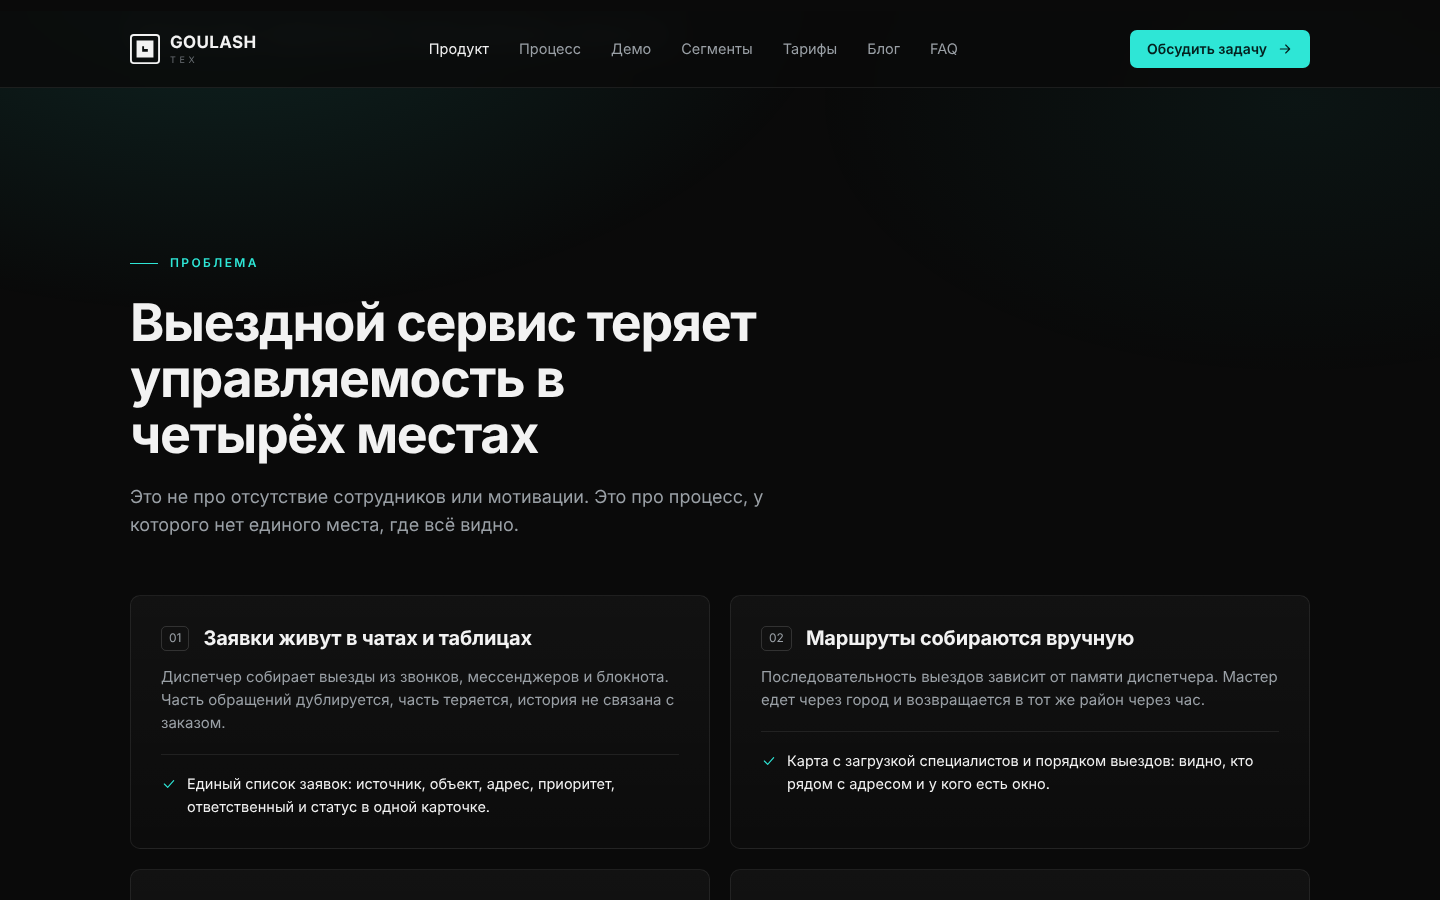 GOULASH
ТЕХ
Продукт
Процесс
Демо
Сегменты
Тарифы
Блог
FAQ
Обсудить задачу →
ПРОБЛЕМА
Выездной сервис теряет
управляемость в
четырёх местах
Это не про отсутствие сотрудников или мотивации. Это про процесс, у
которого нет единого места, где всё видно.
01 Заявки живут в чатах и таблицах
Диспетчер собирает выезды из звонков, мессенджеров и блокнота.
Часть обращений дублируется, часть теряется, история не связана с
заказом.
Единый список заявок: источник, объект, адрес, приоритет,
ответственный и статус в одной карточке.
02 Маршруты собираются вручную
Последовательность выездов зависит от памяти диспетчера. Мастер
едет через город и возвращается в тот же район через час.
Карта с загрузкой специалистов и порядком выездов: видно, кто
рядом с адресом и у кого есть окно.